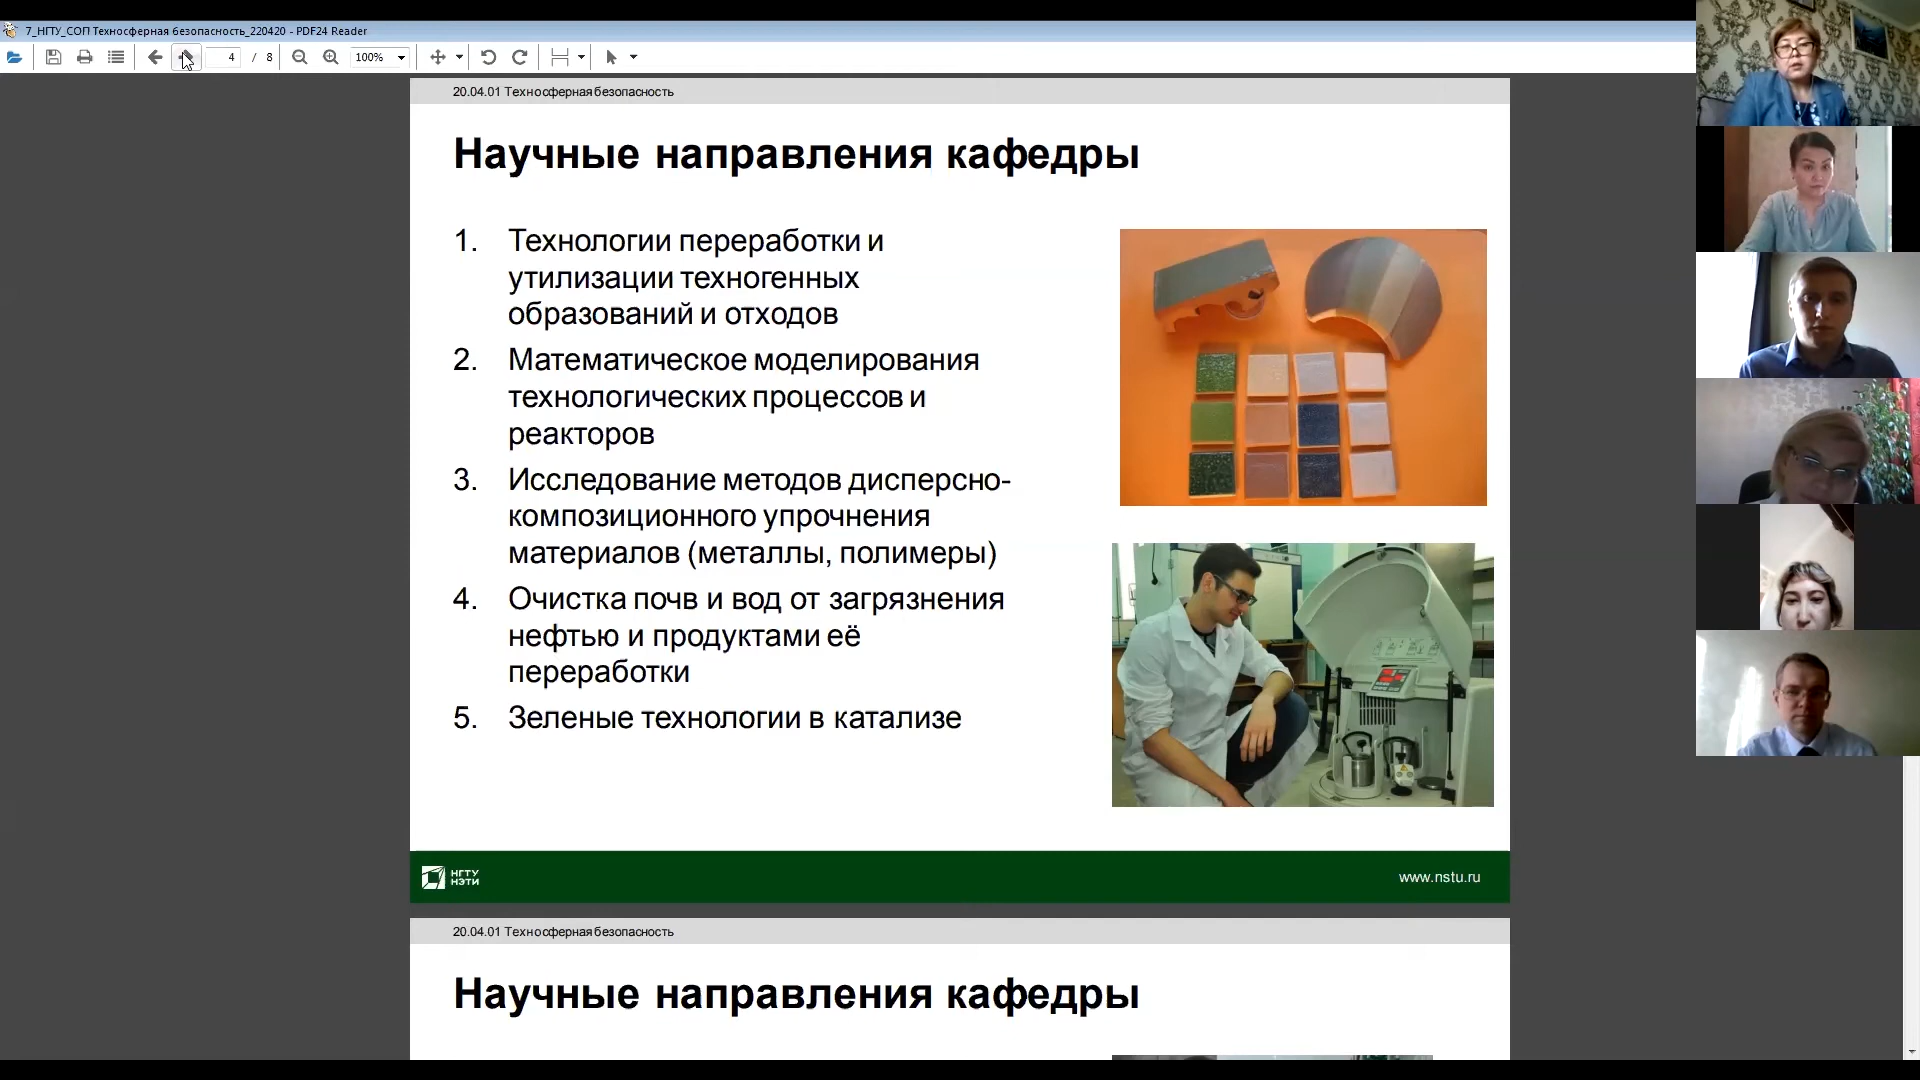 7_НГТУ_СОП Техносферная безопасность_220420 - PDF24 Reader
4 / 8 100%
20.04.01 Техносферная безопасность
Научные направления кафедры
1. Технологии переработки и
утилизации техногенных
образований и отходов
2. Математическое моделирования
технологических процессов и
реакторов
3. Исследование методов дисперсно-
композиционного упрочнения
материалов (металлы, полимеры)
4. Очистка почв и вод от загрязнения
нефтью и продуктами её
переработки
5. Зеленые технологии в катализе
НГТУ
НЭТИ
www.nstu.ru
20.04.01 Техносферная безопасность
Научные направления кафедры